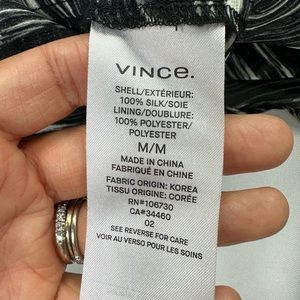 VINCE.
SHELL/EXTÉRIEUR:
100% SILK/SOIE
LINING/DOUBLURE:
100% POLYESTER/
POLYESTER
M/M
MADE IN CHINA
FABRIQUÉ EN CHINE
FABRIC ORIGIN: KOREA
TISSU ORIGIN: CORÉE
RN#106730
CA#34460
02
SEE REVERSE FOR CARE
VOIR AU VERSO POUR LES SOINS